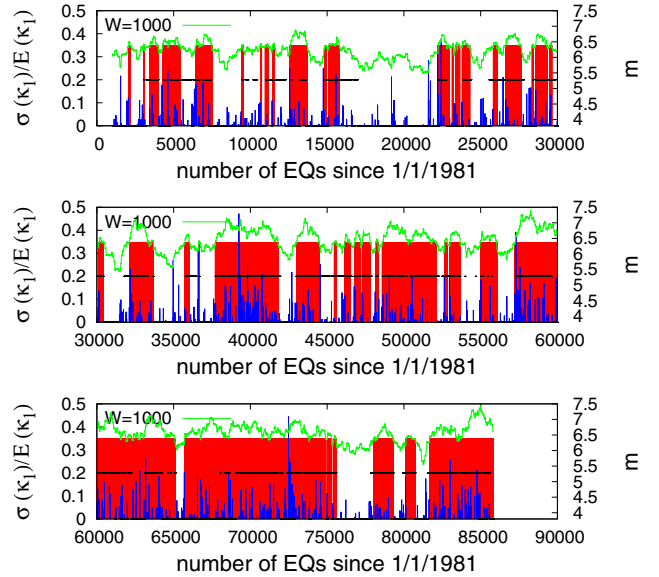 σ (κ₁)/E (κ₁)
0.5
0.4
0.3
0.2
0.1
0
W=1000
7.5
7
6.5
6
5.5
5
4.5
4
m
0 5000 10000 15000 20000 25000 30000
number of EQs since 1/1/1981
σ (κ₁)/E (κ₁)
0.5
0.4
0.3
0.2
0.1
0
W=1000
7.5
7
6.5
6
5.5
5
4.5
4
m
30000 35000 40000 45000 50000 55000 60000
number of EQs since 1/1/1981
σ (κ₁)/E (κ₁)
0.5
0.4
0.3
0.2
0.1
0
W=1000
7.5
7
6.5
6
5.5
5
4.5
4
m
60000 65000 70000 75000 80000 85000 90000
number of EQs since 1/1/1981